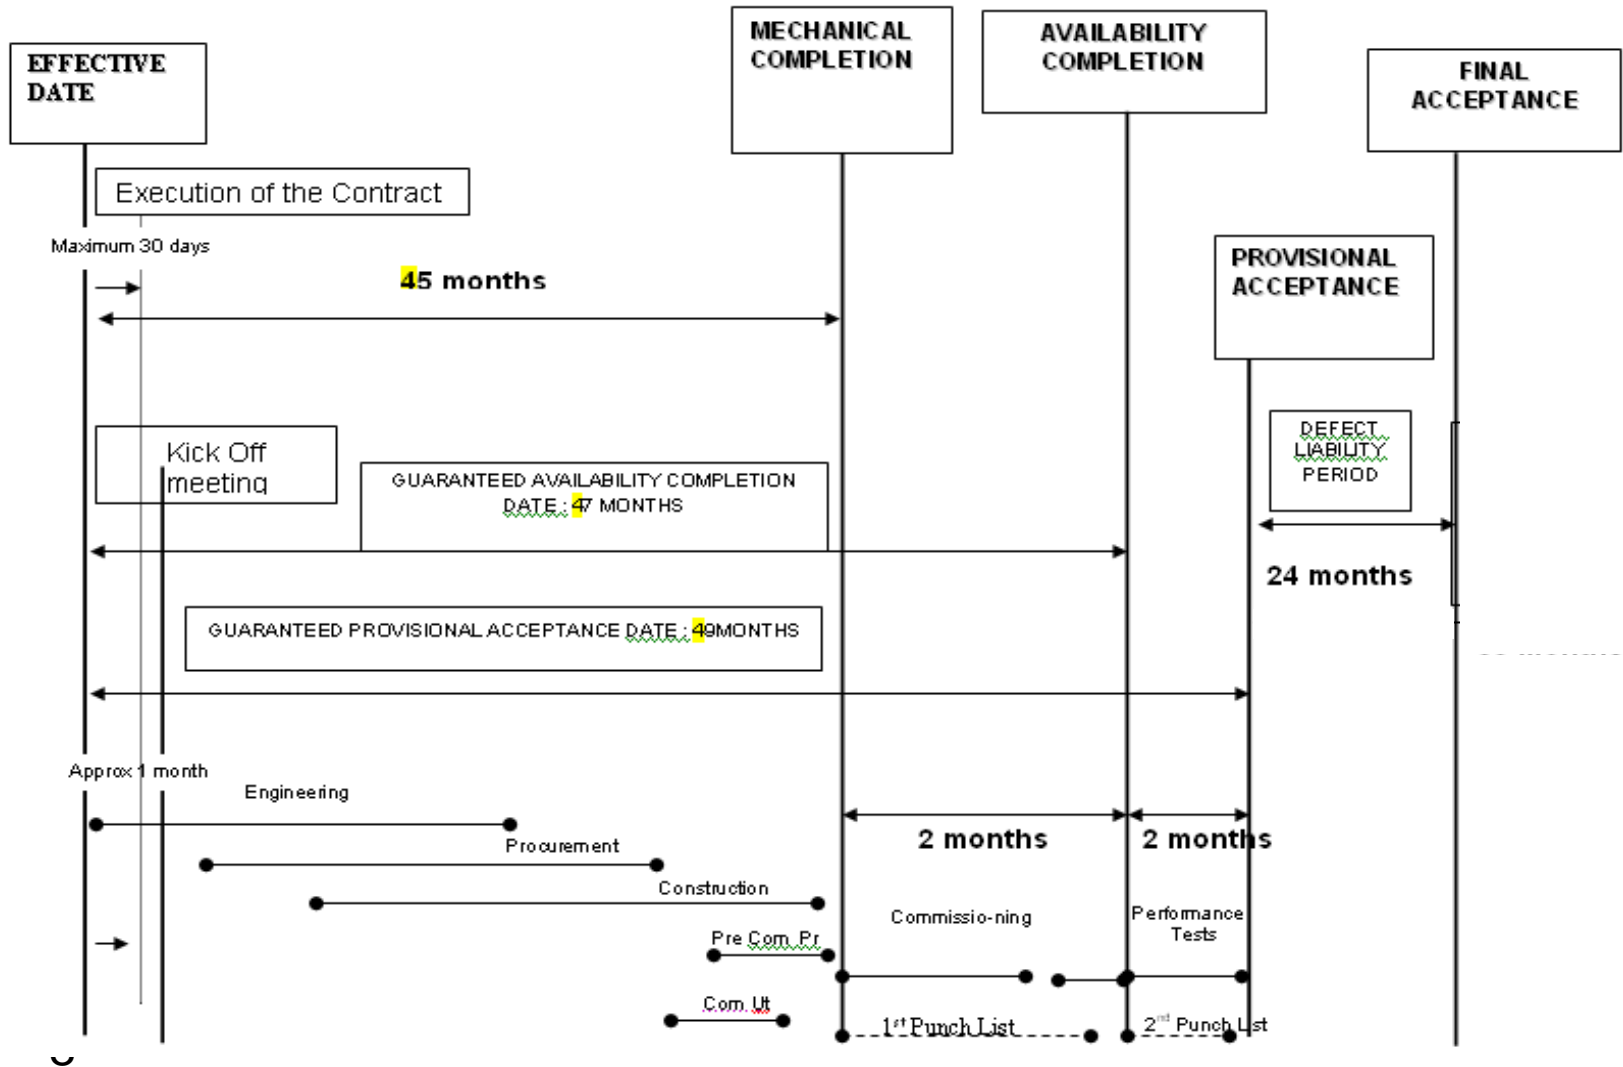 MECHANICAL
COMPLETION
AVAILABILITY
COMPLETION
EFFECTIVE
DATE
FINAL
ACCEPTANCE
Execution of the Contract
Maximum 30 days
45 months
PROVISIONAL
ACCEPTANCE
Kick Off
meeting
GUARANTEED AVAILABILITY COMPLETION
DATE : 47 MONTHS
DEFECT
LIABILITY
PERIOD
24 months
GUARANTEED PROVISIONAL ACCEPTANCE DATE : 49MONTHS
Approx 1 month
Engineering
2 months
2 months
Procurement
Construction
Commissio-ning
Performance
Tests
Pre Com Pr
Com Ut
1st Punch List
2nd Punch List